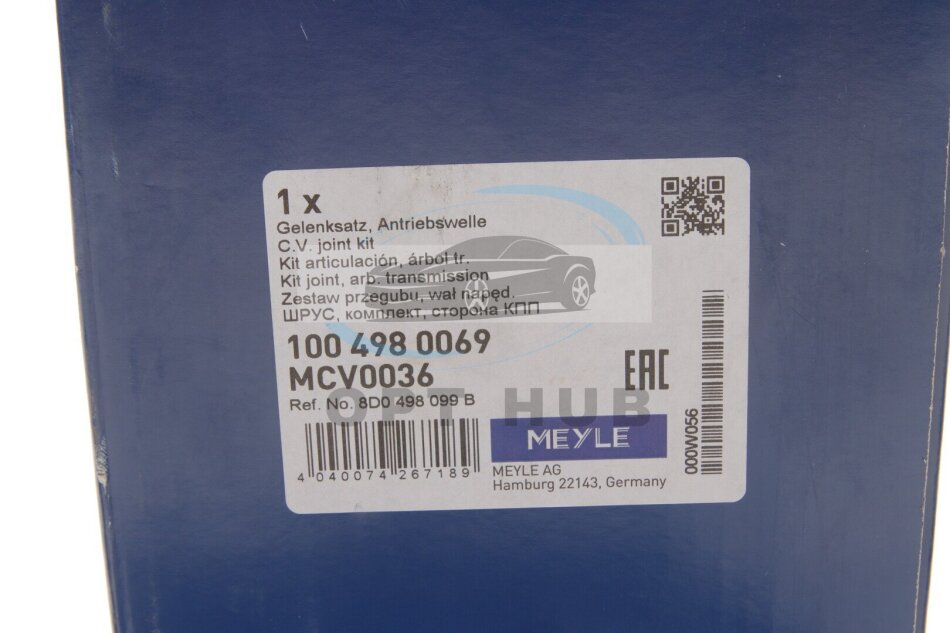 1 x
Gelenksatz, Antriebswelle
C.V. joint kit
Kit articulación, árbol tr.
Kit joint, arb. transmission
Zestaw przegubu, wał napęd.
ШРУС, комплект, сторона КПП
100 498 0069
MCV0036
Ref. No. 8D0 498 099 B
EAC
OPT HUB
MEYLE
4 040074 267189
MEYLE AG
Hamburg 22143, Germany
000W056